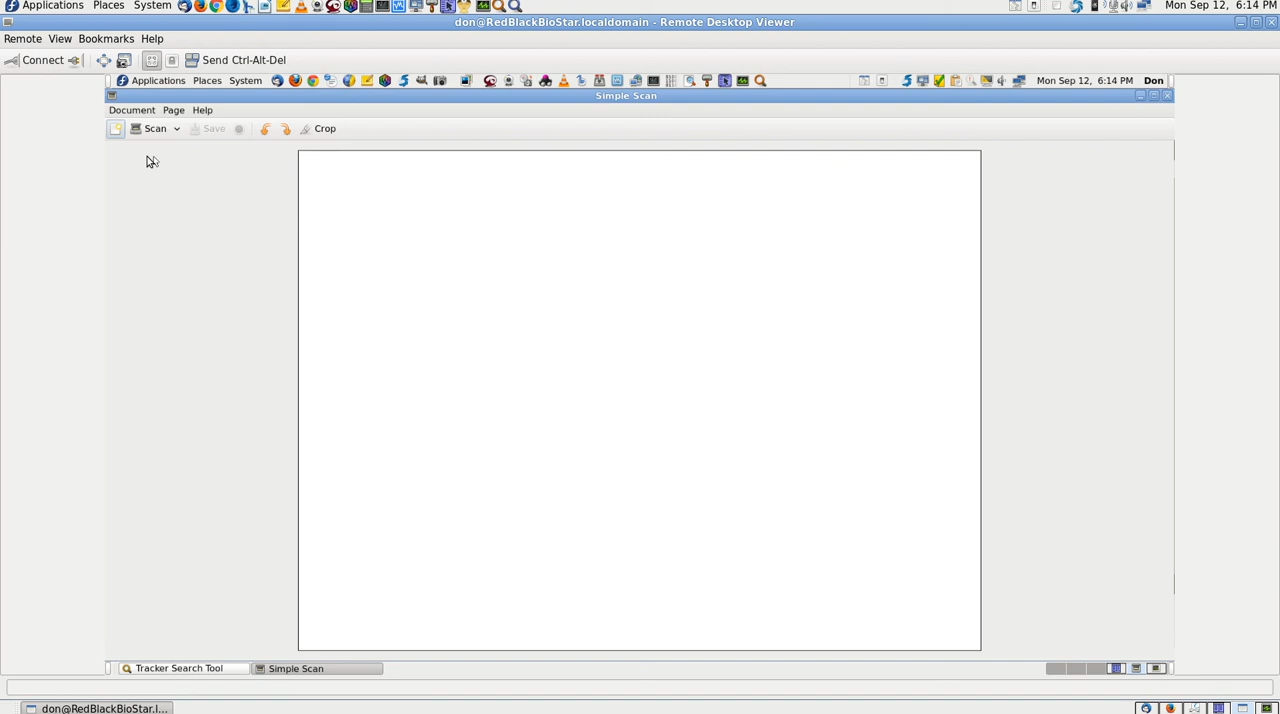 Applications Places System Mon Sep 12, 6:14 PM
don@RedBlackBioStar.localdomain - Remote Desktop Viewer
Remote View Bookmarks Help
Connect Send Ctrl-Alt-Del
Applications Places System Mon Sep 12, 6:14 PM Don
Simple Scan
Document Page Help
Scan Save Crop
Tracker Search Tool Simple Scan
don@RedBlackBioStar.l...